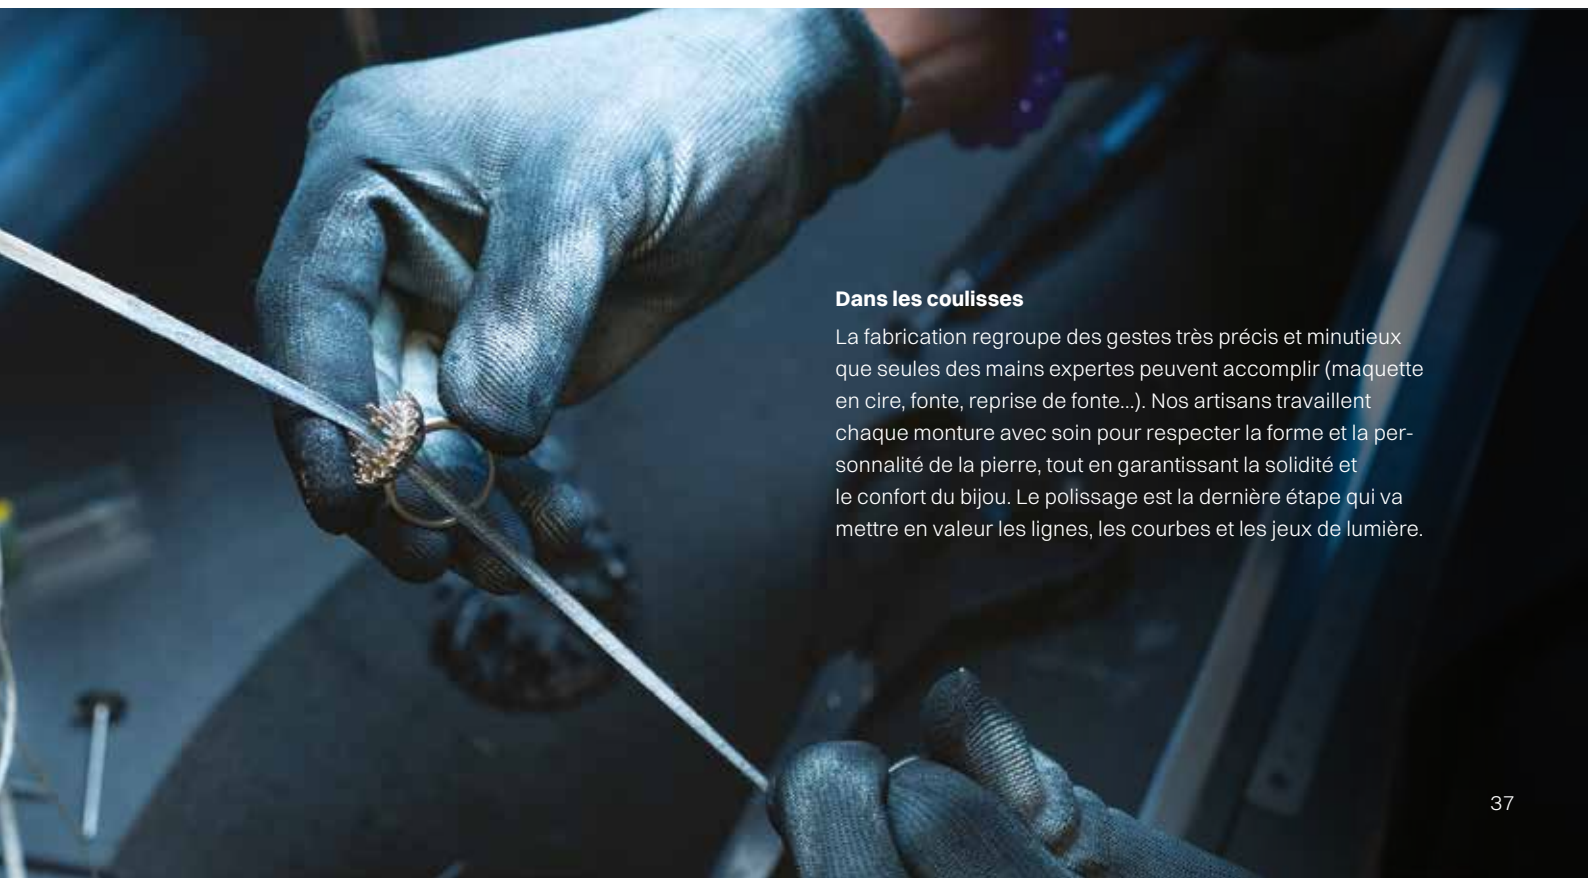 Dans les coulisses
La fabrication regroupe des gestes très précis et minutieux
que seules des mains expertes peuvent accomplir (maquette
en cire, fonte, reprise de fonte...). Nos artisans travaillent
chaque monture avec soin pour respecter la forme et la per-
sonnalité de la pierre, tout en garantissant la solidité et
le confort du bijou. Le polissage est la dernière étape qui va
mettre en valeur les lignes, les courbes et les jeux de lumière.
37